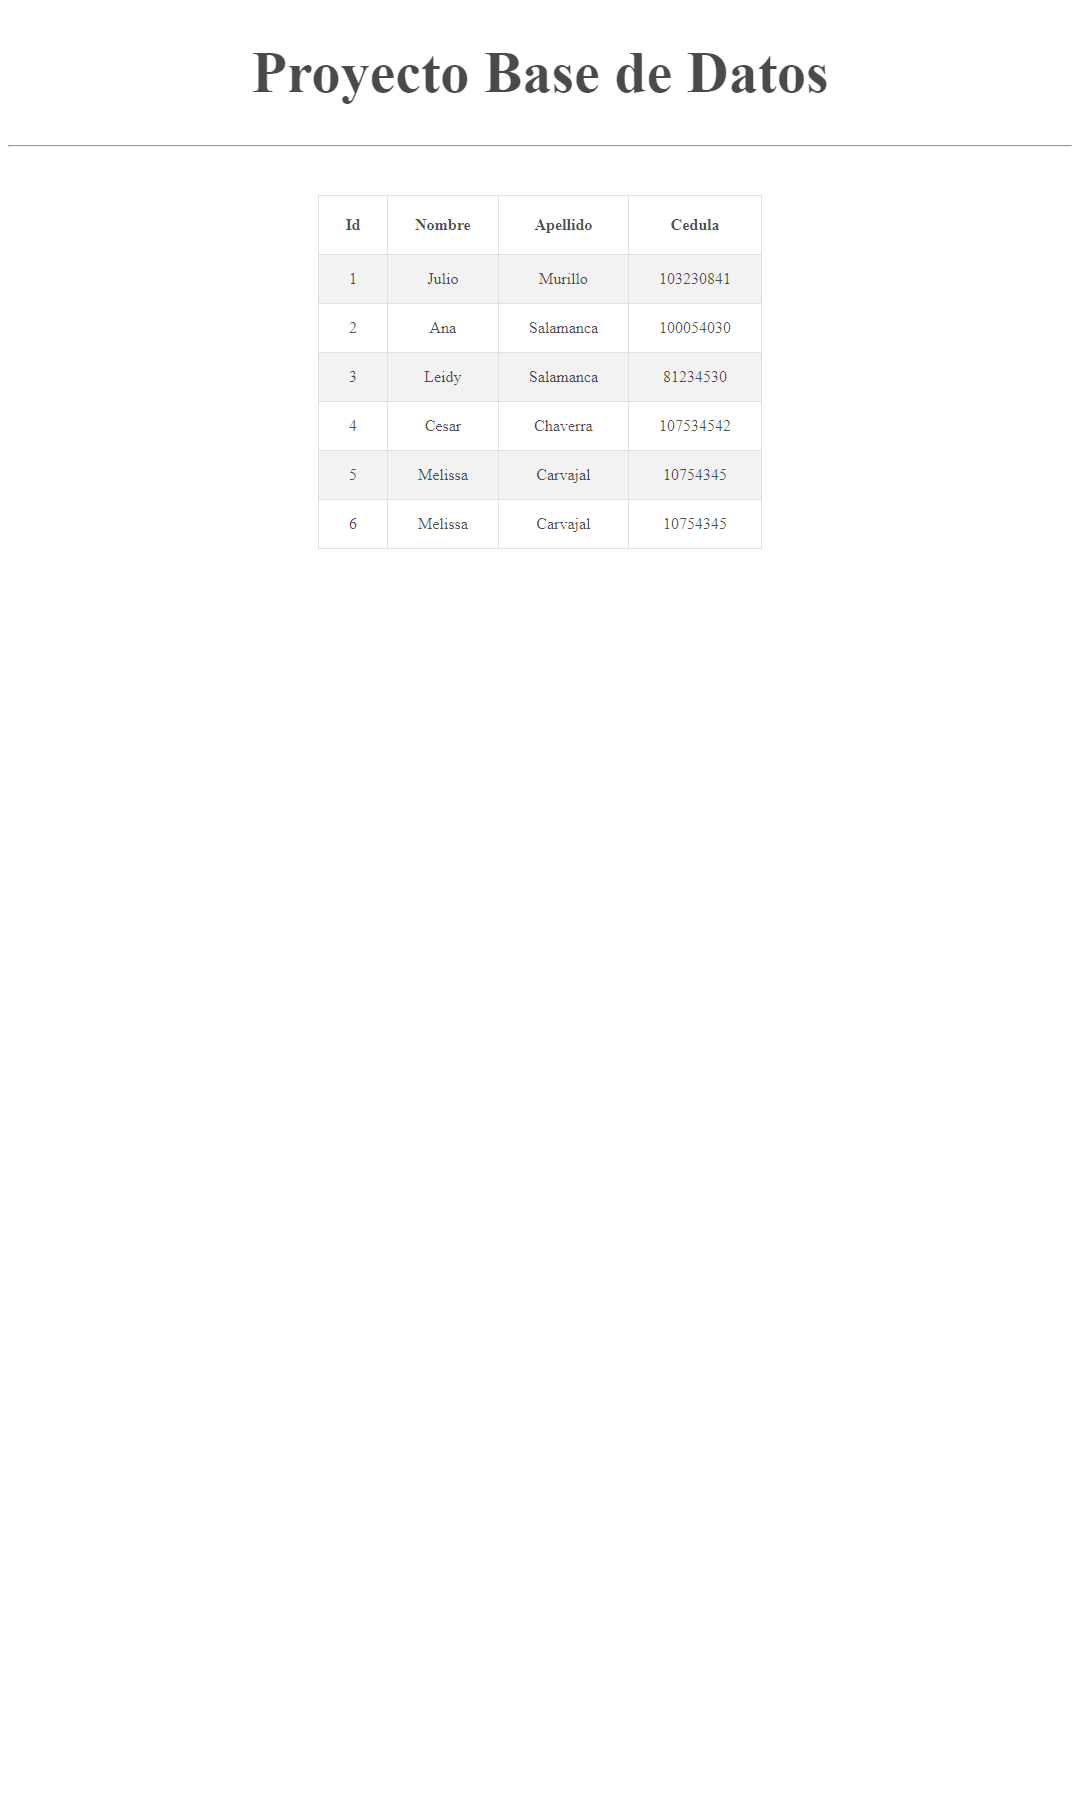 Proyecto Base de Datos
Id Nombre Apellido Cedula
1 Julio Murillo 103230841
2 Ana Salamanca 100054030
3 Leidy Salamanca 81234530
4 Cesar Chaverra 107534542
5 Melissa Carvajal 10754345
6 Melissa Carvajal 10754345